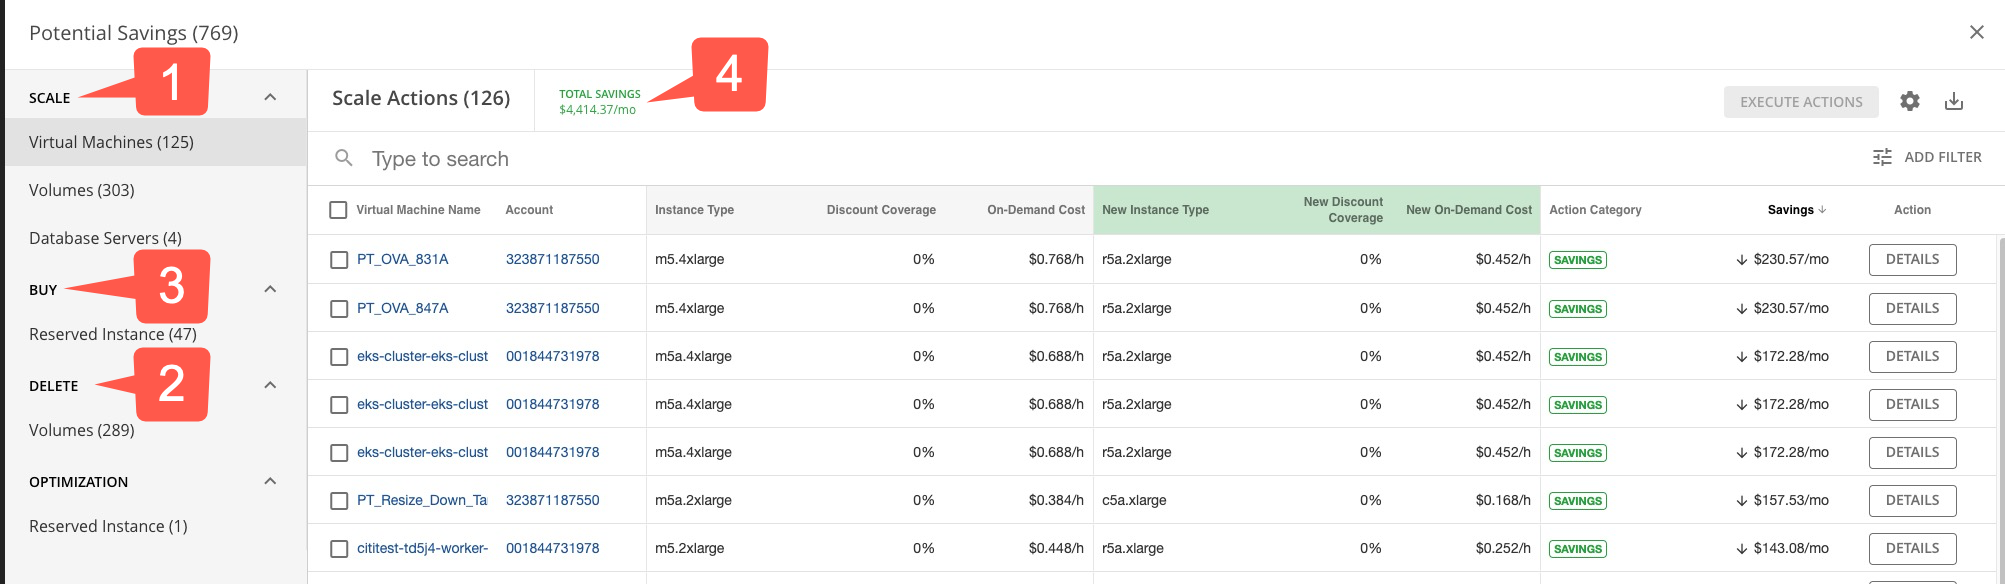 Potential Savings (769)
1
SCALE
Virtual Machines (125)
Volumes (303)
Database Servers (4)
3
BUY
Reserved Instance (47)
2
DELETE
Volumes (289)
OPTIMIZATION
Reserved Instance (1)
Scale Actions (126)
TOTAL SAVINGS
$4,414.37/mo
4
EXECUTE ACTIONS
Type to search
ADD FILTER
Virtual Machine Name Account Instance Type Discount Coverage On-Demand Cost New Instance Type New Discount Coverage New On-Demand Cost Action Category Savings ↓ Action
PT_OVA_831A 323871187550 m5.4xlarge 0% $0.768/h r5a.2xlarge 0% $0.452/h SAVINGS ↓ $230.57/mo DETAILS
PT_OVA_847A 323871187550 m5.4xlarge 0% $0.768/h r5a.2xlarge 0% $0.452/h SAVINGS ↓ $230.57/mo DETAILS
eks-cluster-eks-clust 001844731978 m5a.4xlarge 0% $0.688/h r5a.2xlarge 0% $0.452/h SAVINGS ↓ $172.28/mo DETAILS
eks-cluster-eks-clust 001844731978 m5a.4xlarge 0% $0.688/h r5a.2xlarge 0% $0.452/h SAVINGS ↓ $172.28/mo DETAILS
eks-cluster-eks-clust 001844731978 m5a.4xlarge 0% $0.688/h r5a.2xlarge 0% $0.452/h SAVINGS ↓ $172.28/mo DETAILS
PT_Resize_Down_Ta 323871187550 m5a.2xlarge 0% $0.384/h c5a.xlarge 0% $0.168/h SAVINGS ↓ $157.53/mo DETAILS
cititest-td5j4-worker- 001844731978 m5.2xlarge 0% $0.448/h r5a.xlarge 0% $0.252/h SAVINGS ↓ $143.08/mo DETAILS